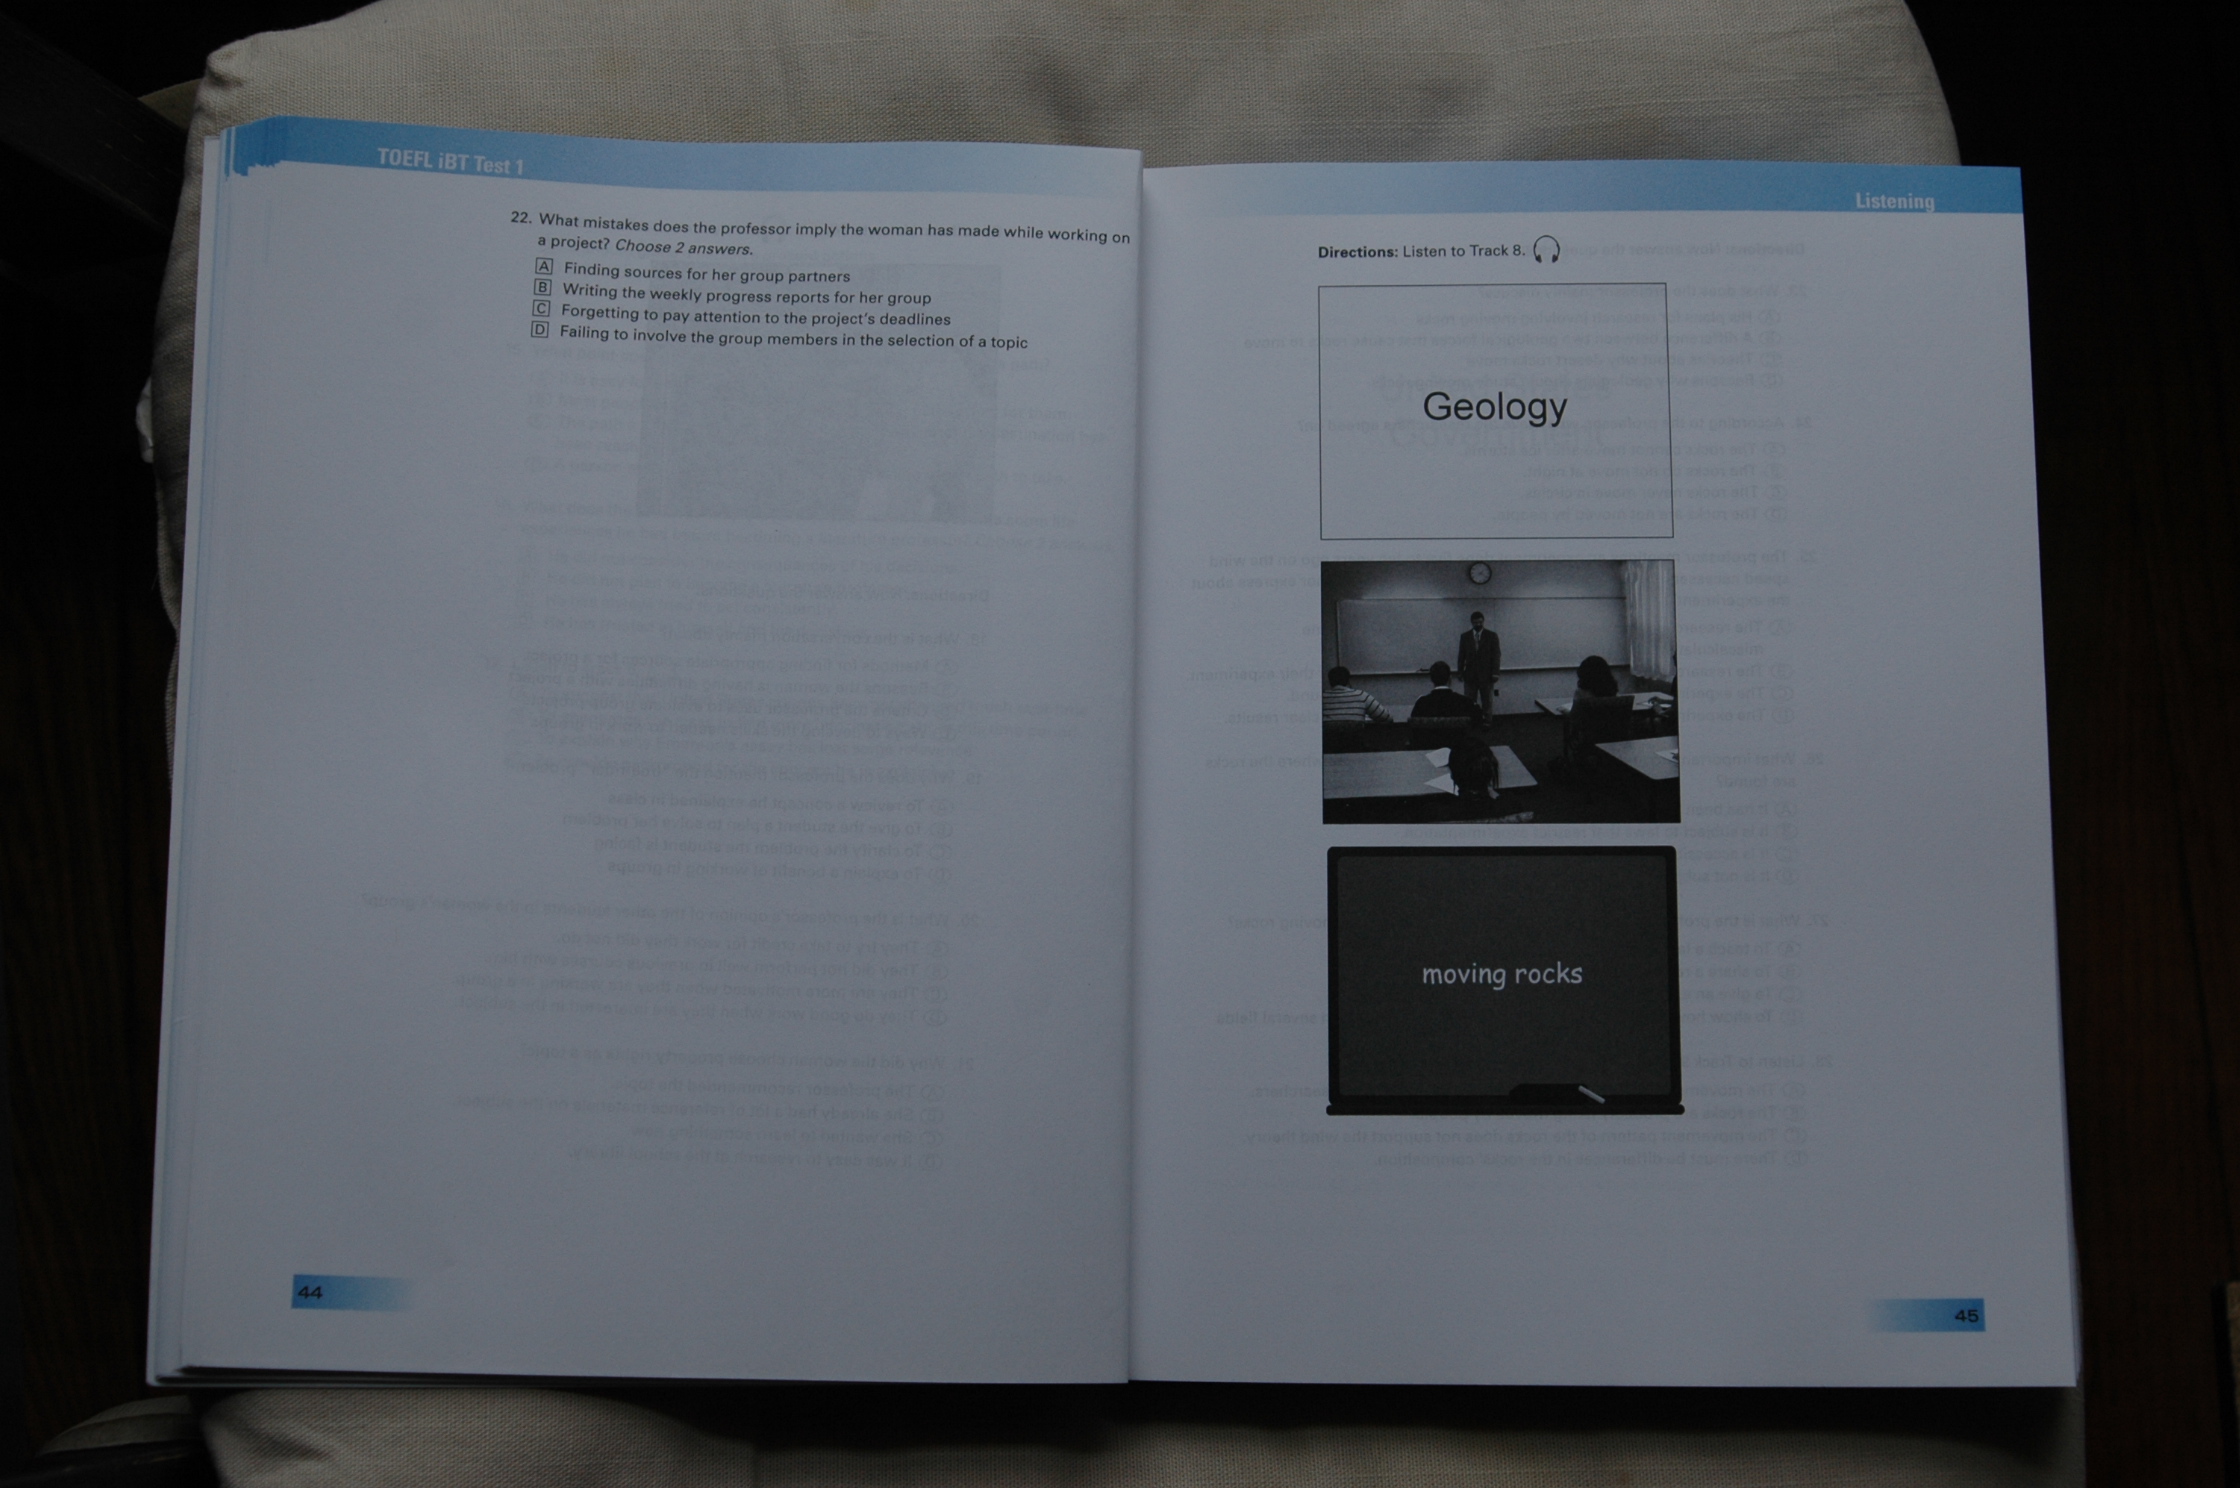 TOEFL iBT Test 1
22. What mistakes does the professor imply the woman has made while working on
a project? Choose 2 answers.
A Finding sources for her group partners
B Writing the weekly progress reports for her group
C Forgetting to pay attention to the project's deadlines
D Failing to involve the group members in the selection of a topic
44
Listening
Directions: Listen to Track 8.
Geology
moving rocks
45